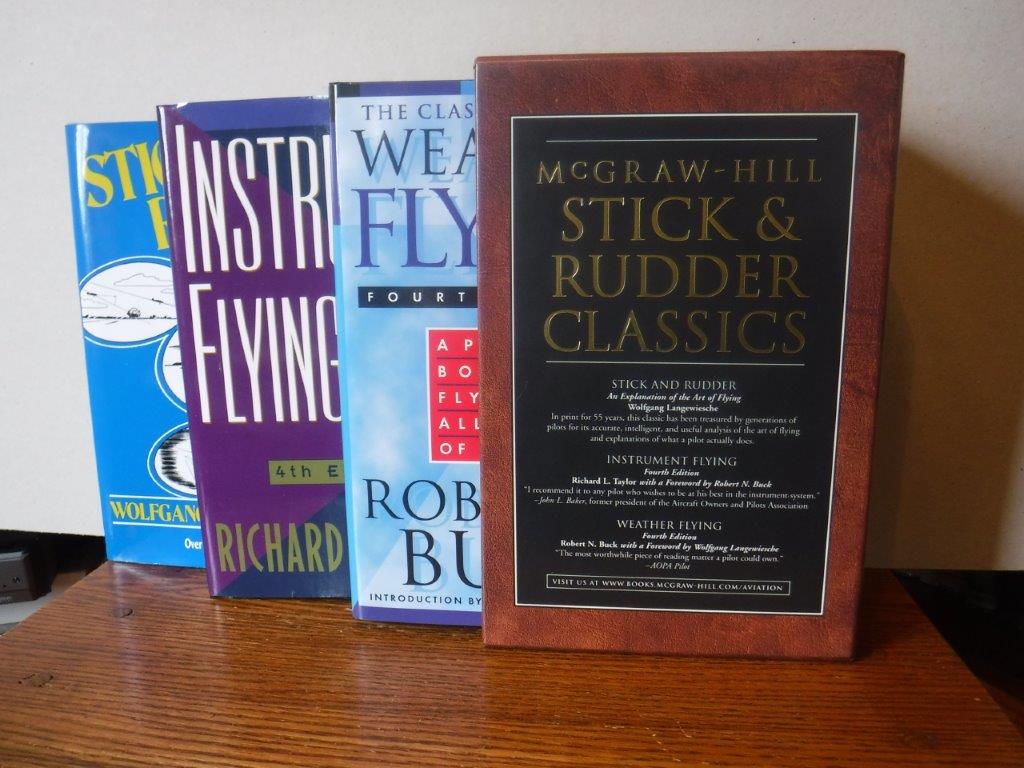 STIC
WOLFGANG
Over
INSTRU
FLYING
4th E
RICHARD
THE CLAS
WEA
FLY
FOURT
A P
BO
FLY
ALL
OF
ROB
BU
INTRODUCTION BY
McGRAW-HILL
STICK &
RUDDER
CLASSICS
STICK AND RUDDER
An Explanation of the Art of Flying
Wolfgang Langewiesche
In print for 55 years, this classic has been treasured by generations of
pilots for its accurate, intelligent, and useful analysis of the art of flying
and explanations of what a pilot actually does.
INSTRUMENT FLYING
Fourth Edition
Richard L. Taylor with a Foreword by Robert N. Buck
"I recommend it to any pilot who wishes to be at his best in the instrument-system."
–John L. Baker, former president of the Aircraft Owners and Pilots Association
WEATHER FLYING
Fourth Edition
Robert N. Buck with a Foreword by Wolfgang Langewiesche
"The most worthwhile piece of reading matter a pilot could own."
–AOPA Pilot
VISIT US AT WWW.BOOKS.MCGRAW-HILL.COM/AVIATION